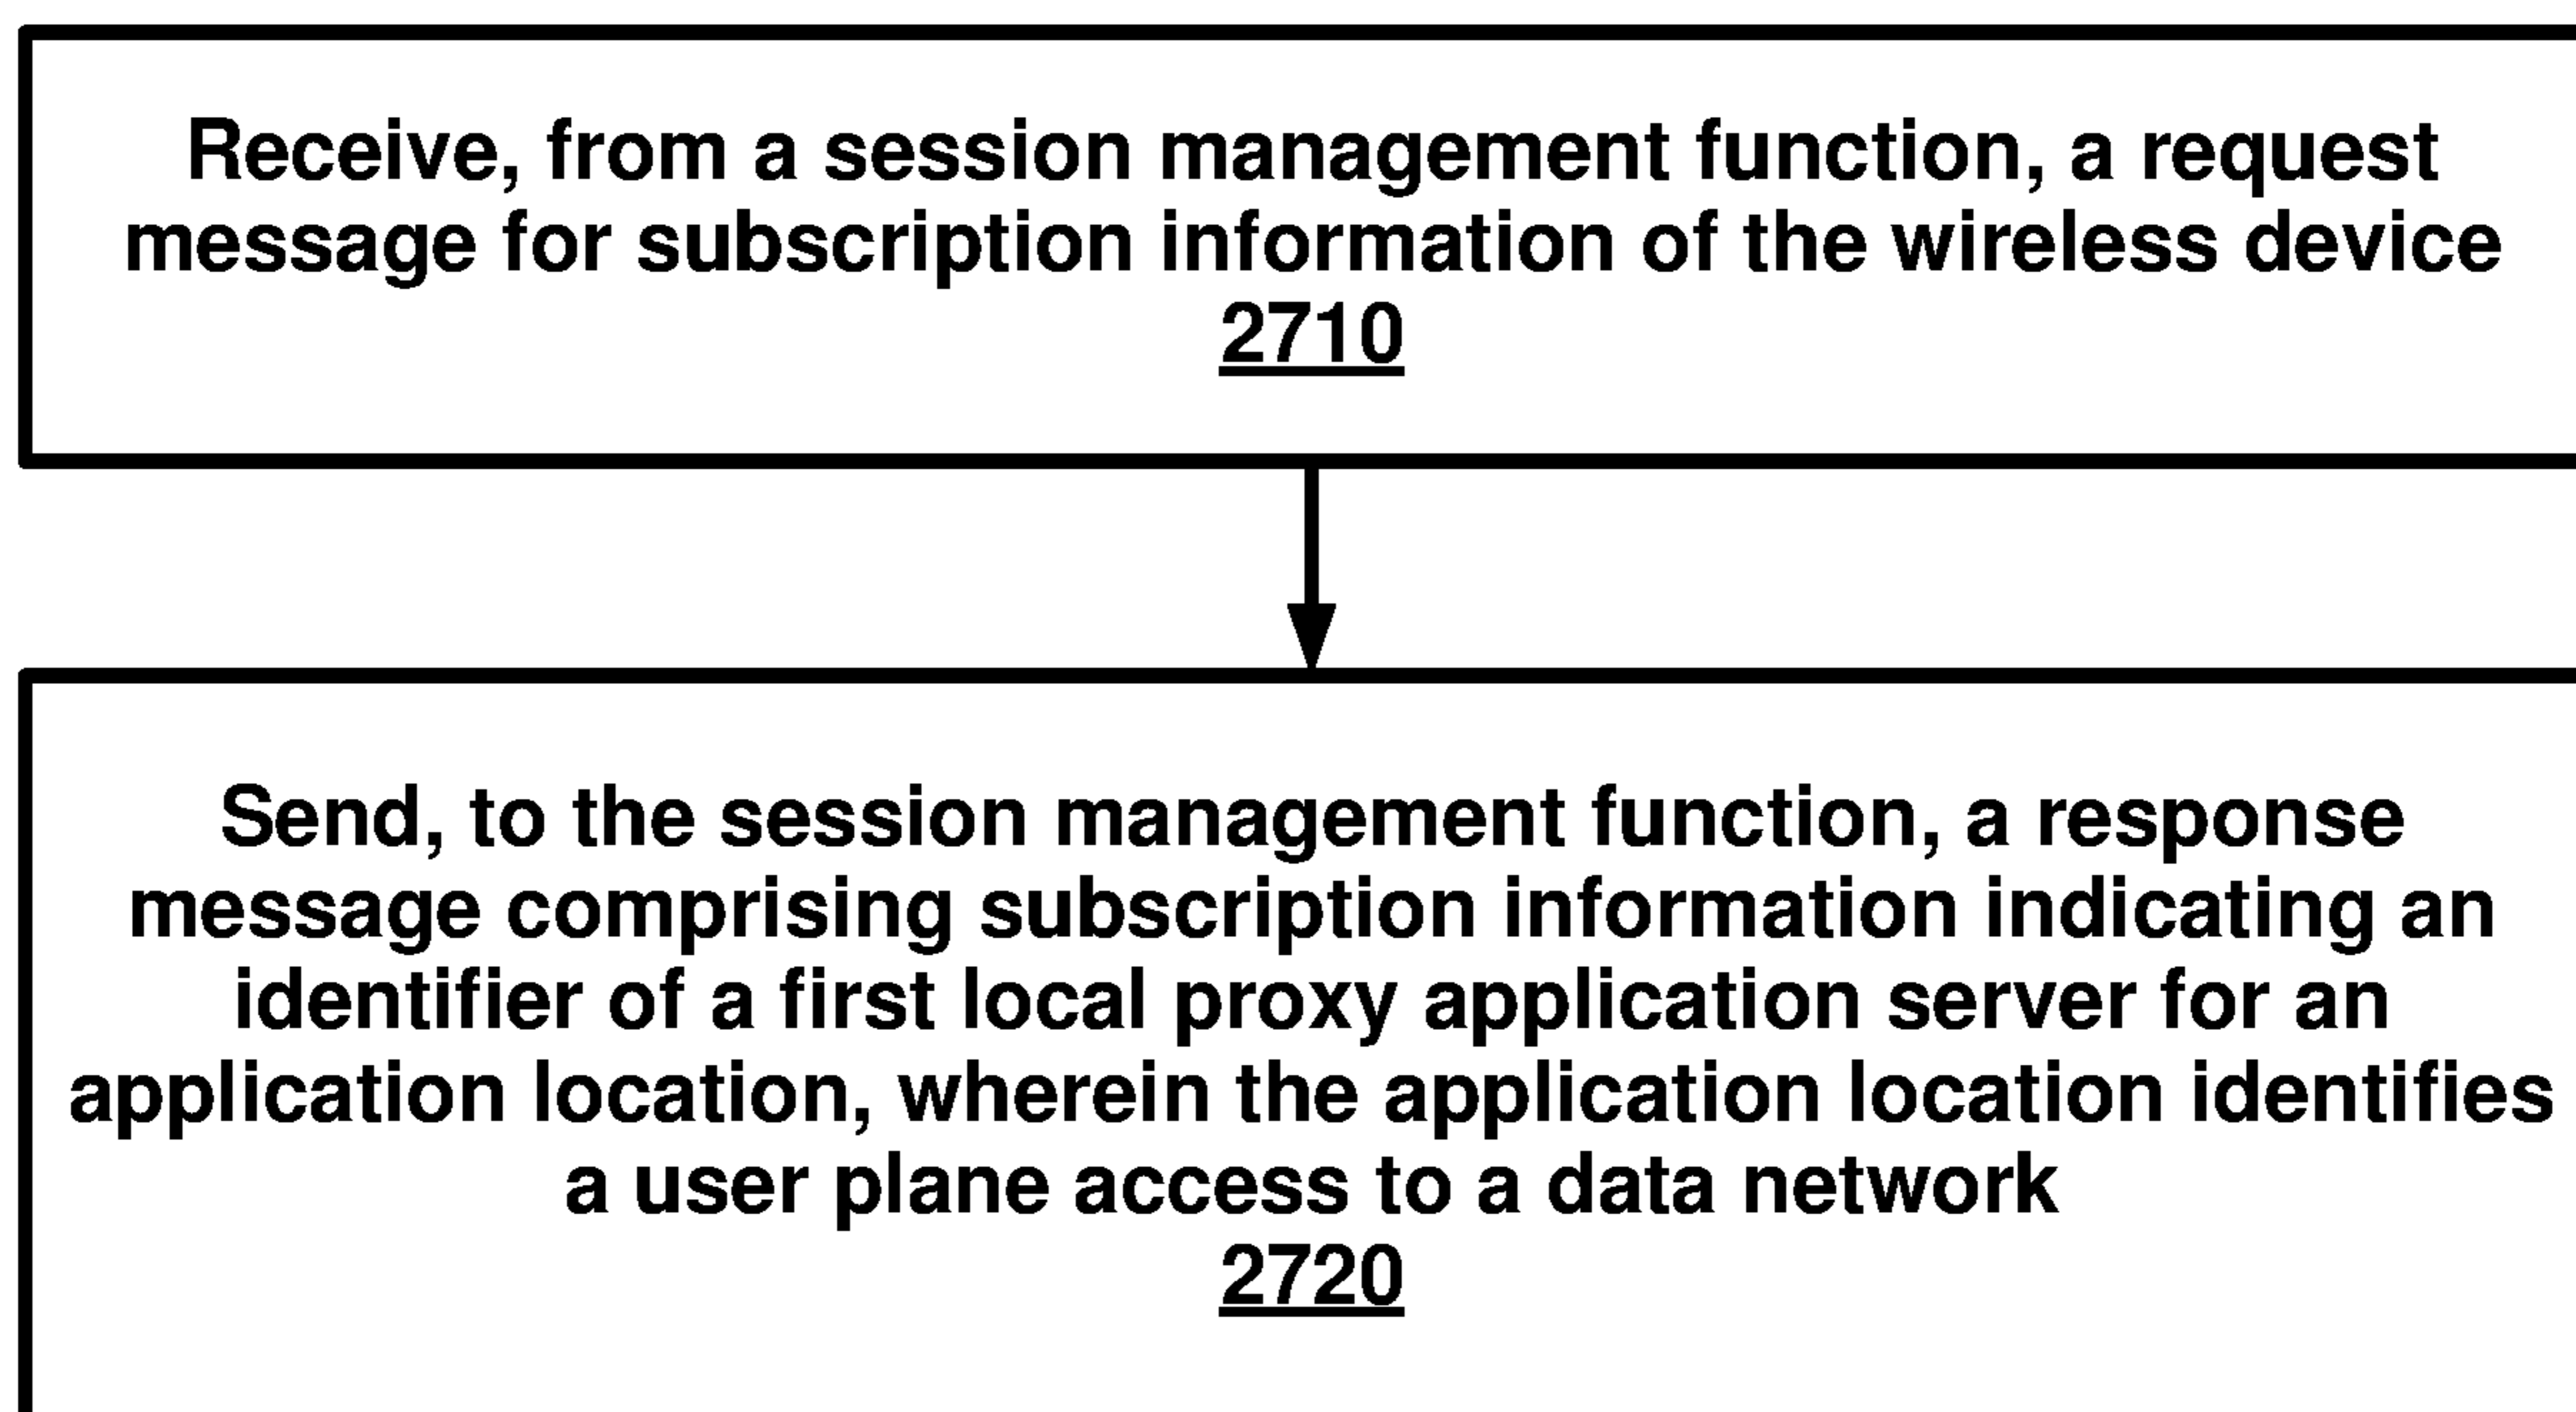 Receive, from a session management function, a request
message for subscription information of the wireless device
2710
Send, to the session management function, a response
message comprising subscription information indicating an
identifier of a first local proxy application server for an
application location, wherein the application location identifies
a user plane access to a data network
2720